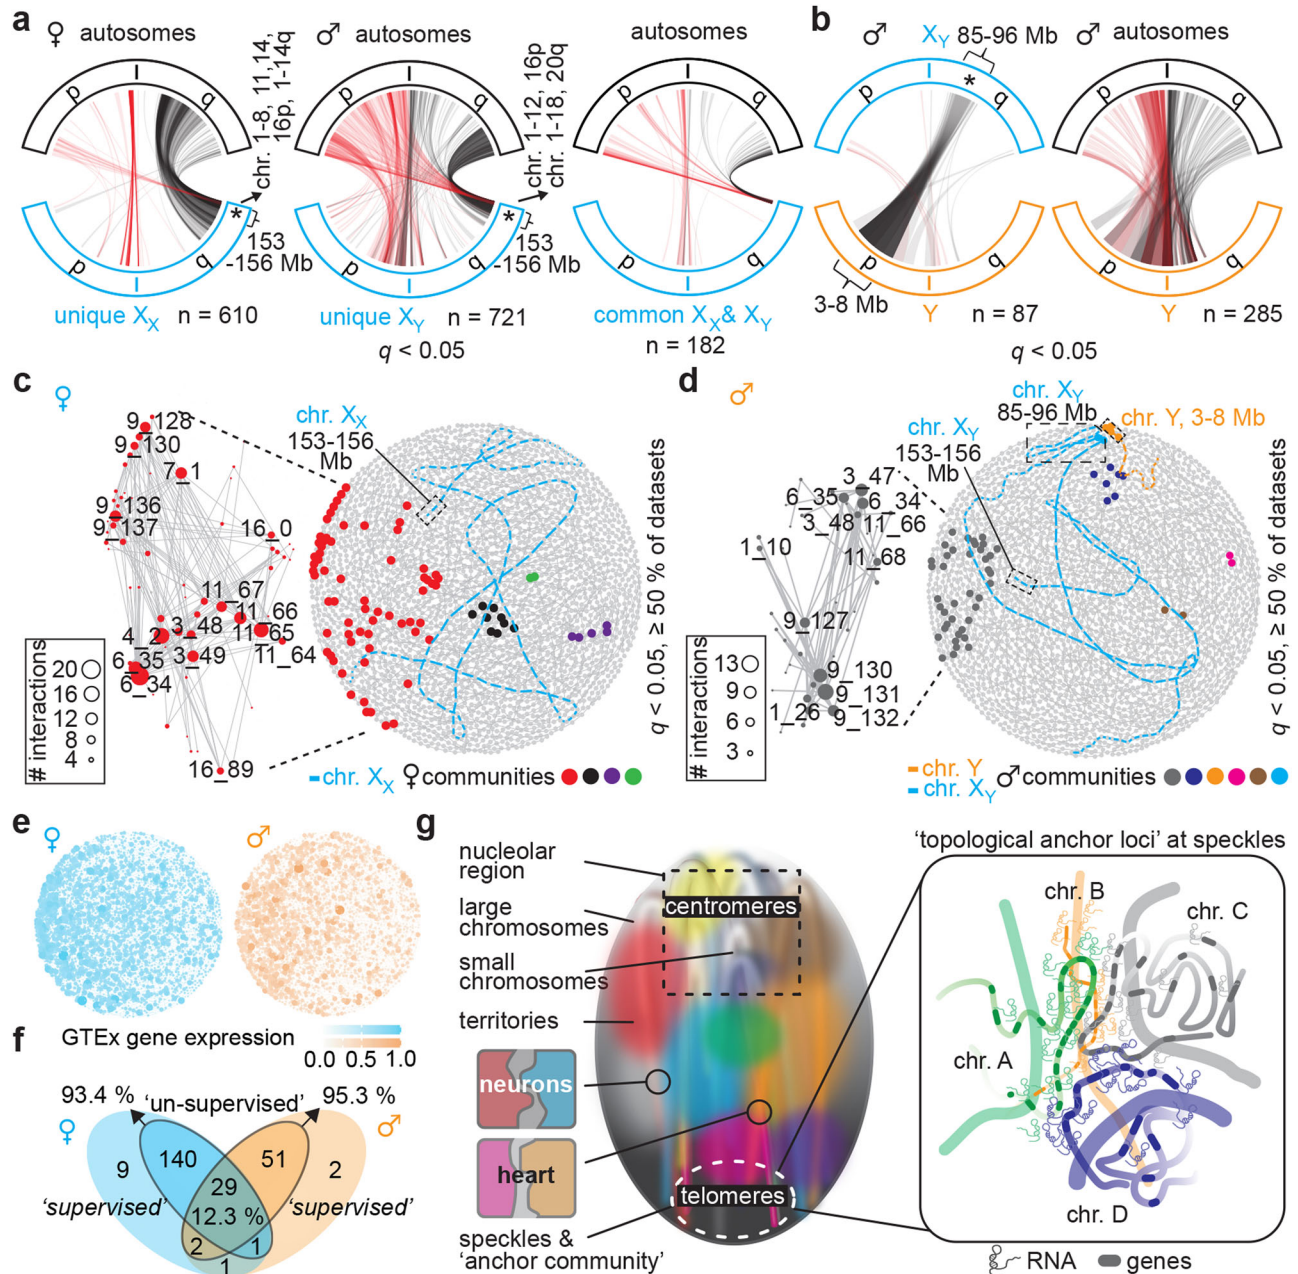 a
♀ autosomes
p
q
*
153
-156 Mb
chr. 1-8, 11,14,
16p, 11-14q
unique X_X n = 610
♂ autosomes
p
q
*
153
-156 Mb
chr. 1-12, 16p
chr. 1-18, 20q
unique X_Y n = 721
q < 0.05
autosomes
p
q
common X_X & X_Y
n = 182
b
♂ X_Y 85-96 Mb
p
*
q
3-8 Mb
Y n = 87
♂ autosomes
p
q
Y n = 285
q < 0.05
c
♀
9_128
9_130
7_1
9_136
9_137
16_0
11_67
11_66
4_2
3_48
11_65
6_35
3_49
11_64
6_34
16_89
# interactions
20
16
12
8
4
chr. X_X
153-156
Mb
q < 0.05, ≥ 50 % of datasets
chr. X_X ♀ communities
d
♂
3_47
6_35
6_34
3_48
11_66
1_10
11_68
9_127
9_130
9_131
1_26
9_132
# interactions
13
9
6
3
chr. X_Y
153-156
Mb
chr. X_Y
85-96 Mb
chr. Y, 3-8 Mb
q < 0.05, ≥ 50 % of datasets
chr. Y
chr. X_Y
♂ communities
e
♀
♂
GTEx gene expression
0.0 0.5 1.0
f
93.4 %
'un-supervised'
95.3 %
♀
♂
9
140
51
2
29
'supervised'
12.3 %
'supervised'
2
1
1
g
nucleolar
region
large
chromosomes
small
chromosomes
territories
neurons
heart
speckles &
'anchor community'
centromeres
telomeres
'topological anchor loci' at speckles
chr. B
chr. C
chr. A
chr. D
RNA
genes